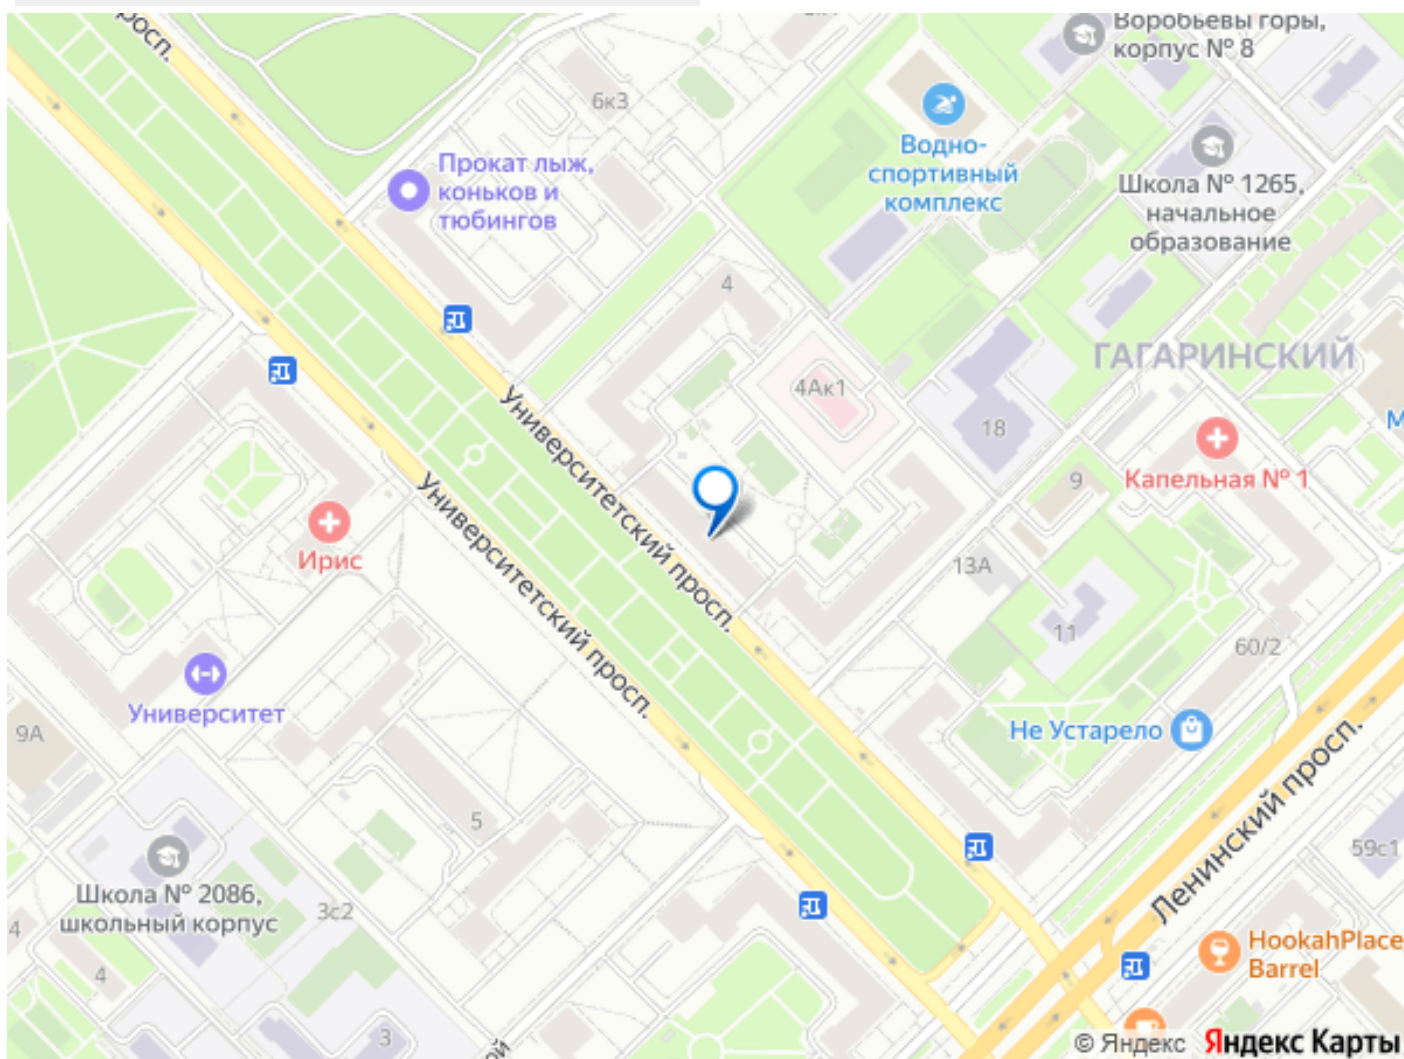 просп.
Воробьевы горы,
корпус № 8
6к3
Прокат лыж,
коньков и
тюбингов
Водно-
спортивный
комплекс
Школа № 1265,
начальное
образование
4
ГАГАРИНСКИЙ
4Ак1
18
Университетский просп.
Капельная № 1
9
Университетский просп.
Ирис
13А
11
60/2
Университет
9А
Не Устарело
Ленинский просп.
5
59с1
Школа № 2086,
школьный корпус
3с2
4
4
HookahPlace
Barrel
3
© Яндекс Яндекс Карты